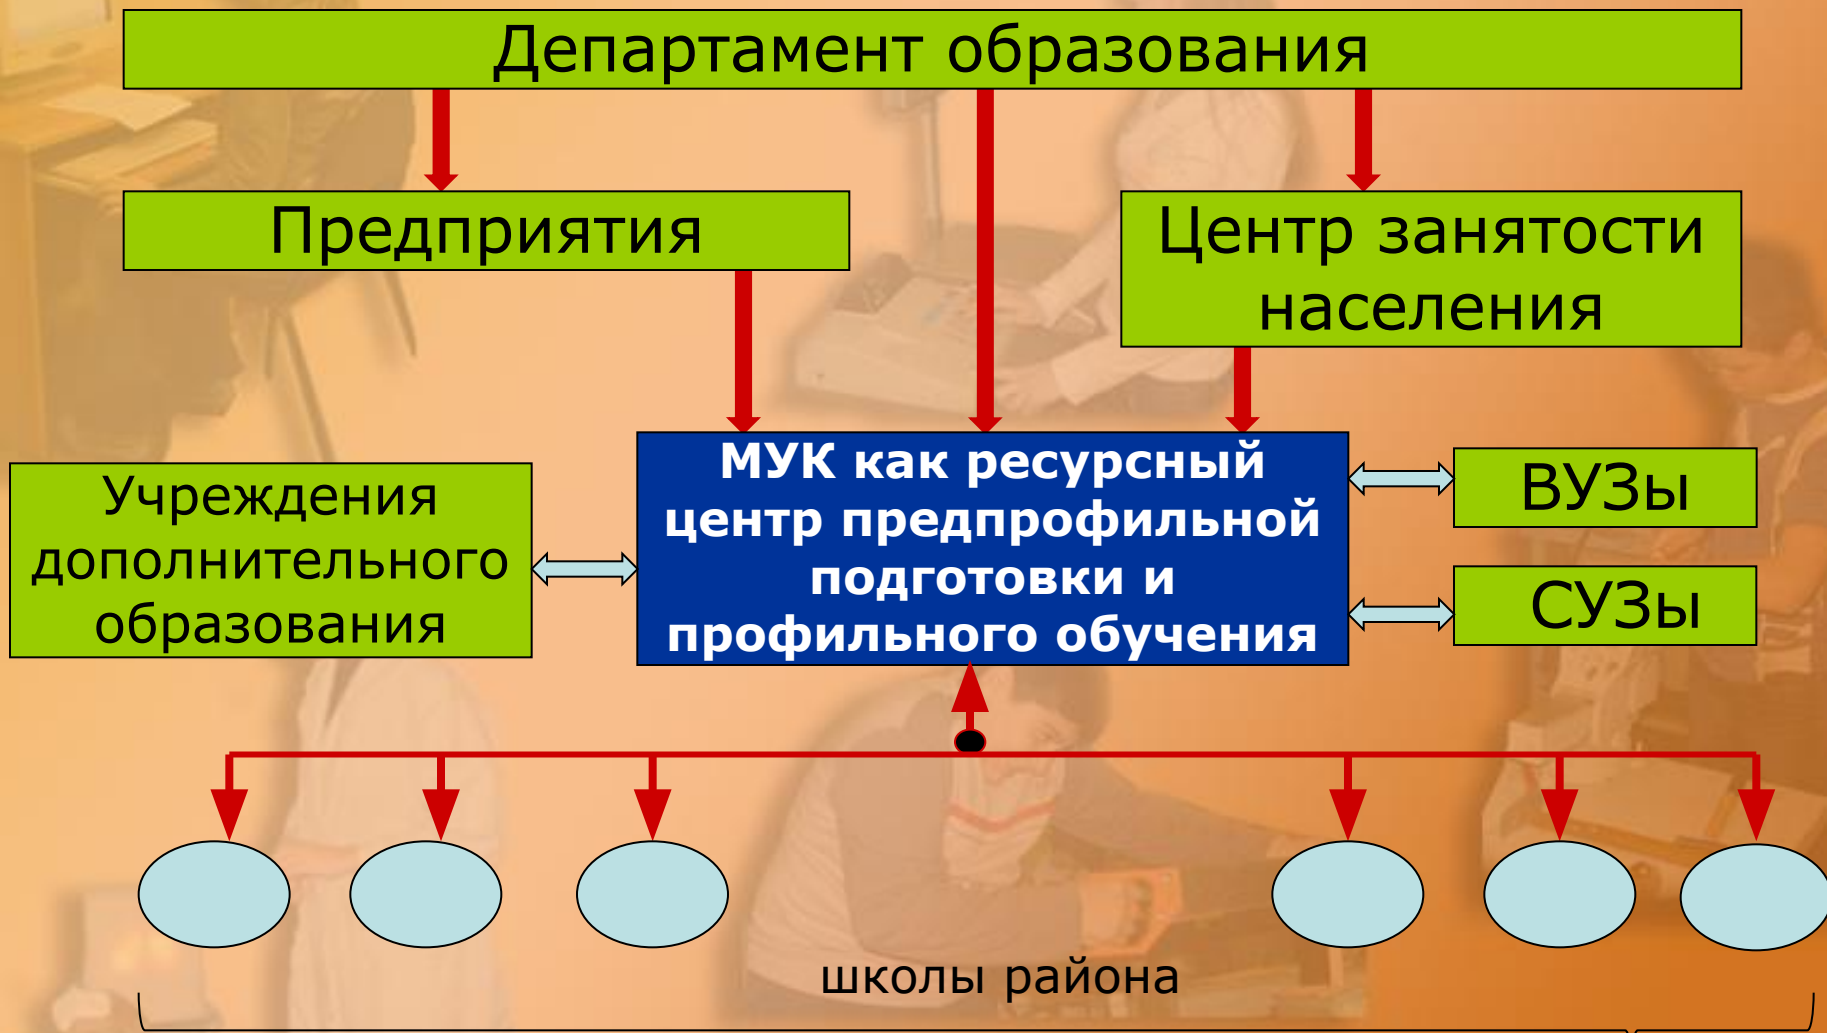 Департамент образования
Предприятия
Центр занятости
населения
МУК как ресурсный
центр предпрофильной
подготовки и
профильного обучения
Учреждения
дополнительного
образования
ВУЗы
СУЗы
школы района